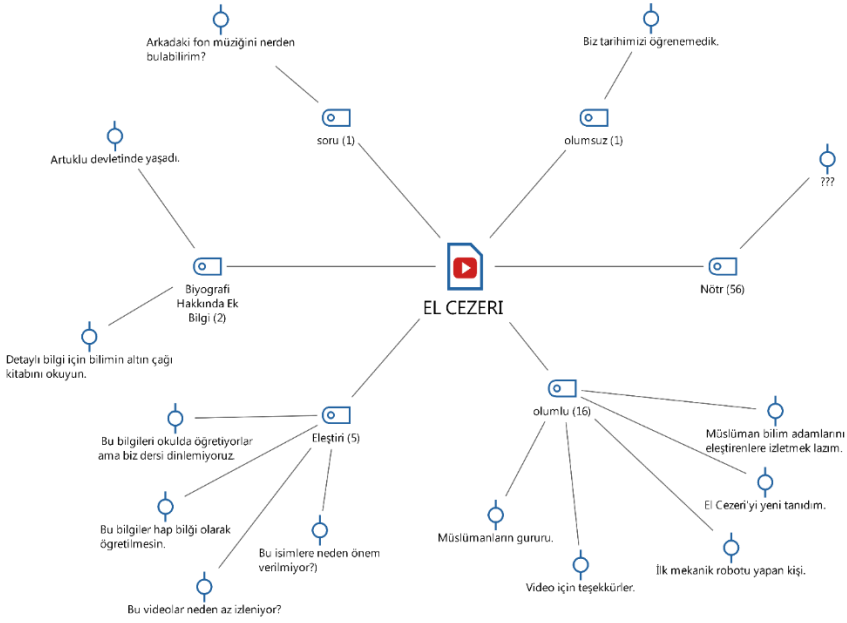 Arkadaki fon müziğini nerden
bulabilirim?
Biz tarihimizi öğrenemedik.
soru (1)
olumsuz (1)
Artuklu devletinde yaşadı.
???
Biyografi
Hakkında Ek
Bilgi (2)
EL CEZERI
Nötr (56)
Detaylı bilgi için bilimin altın çağı
kitabını okuyun.
Eleştiri (5)
olumlu (16)
Bu bilgileri okulda öğretiyorlar
ama biz dersi dinlemiyoruz.
Müslüman bilim adamlarını
eleştirenlere izletmek lazım.
El Cezeri'yi yeni tanıdım.
Bu bilgiler hap bilği olarak
ögretilmesin.
Bu isimlere neden önem
verilmiyor?)
Müslümanların gururu.
İlk mekanik robotu yapan kişi.
Video için teşekkürler.
Bu videolar neden az izleniyor?